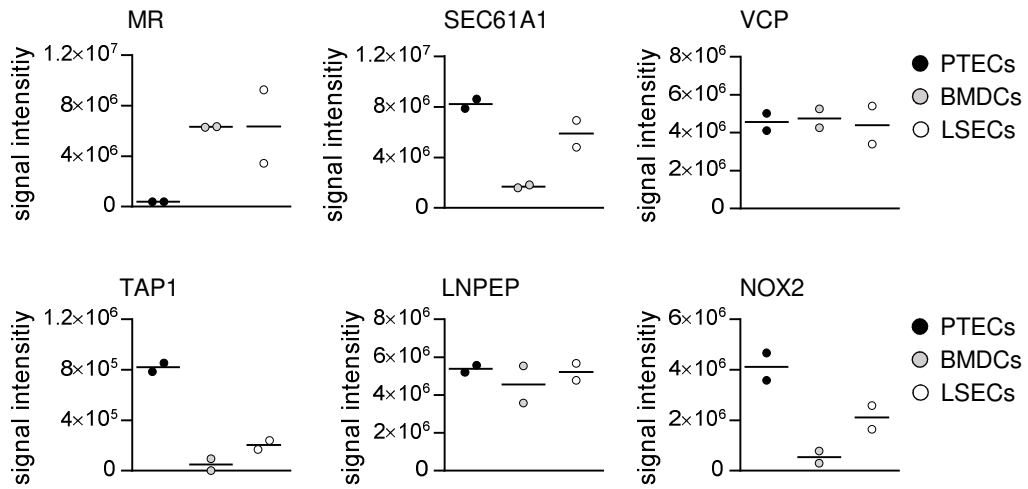 MR
signal intensitiy
1.2×10⁷
8×10⁶
4×10⁶
0
SEC61A1
signal intensitiy
1.2×10⁷
8×10⁶
4×10⁶
0
VCP
signal intensitiy
8×10⁶
6×10⁶
4×10⁶
2×10⁶
0
PTECs
BMDCs
LSECs
TAP1
signal intensitiy
1.2×10⁶
8×10⁵
4×10⁵
0
LNPEP
signal intensitiy
8×10⁶
6×10⁶
4×10⁶
2×10⁶
0
NOX2
signal intensitiy
6×10⁶
4×10⁶
2×10⁶
0
PTECs
BMDCs
LSECs